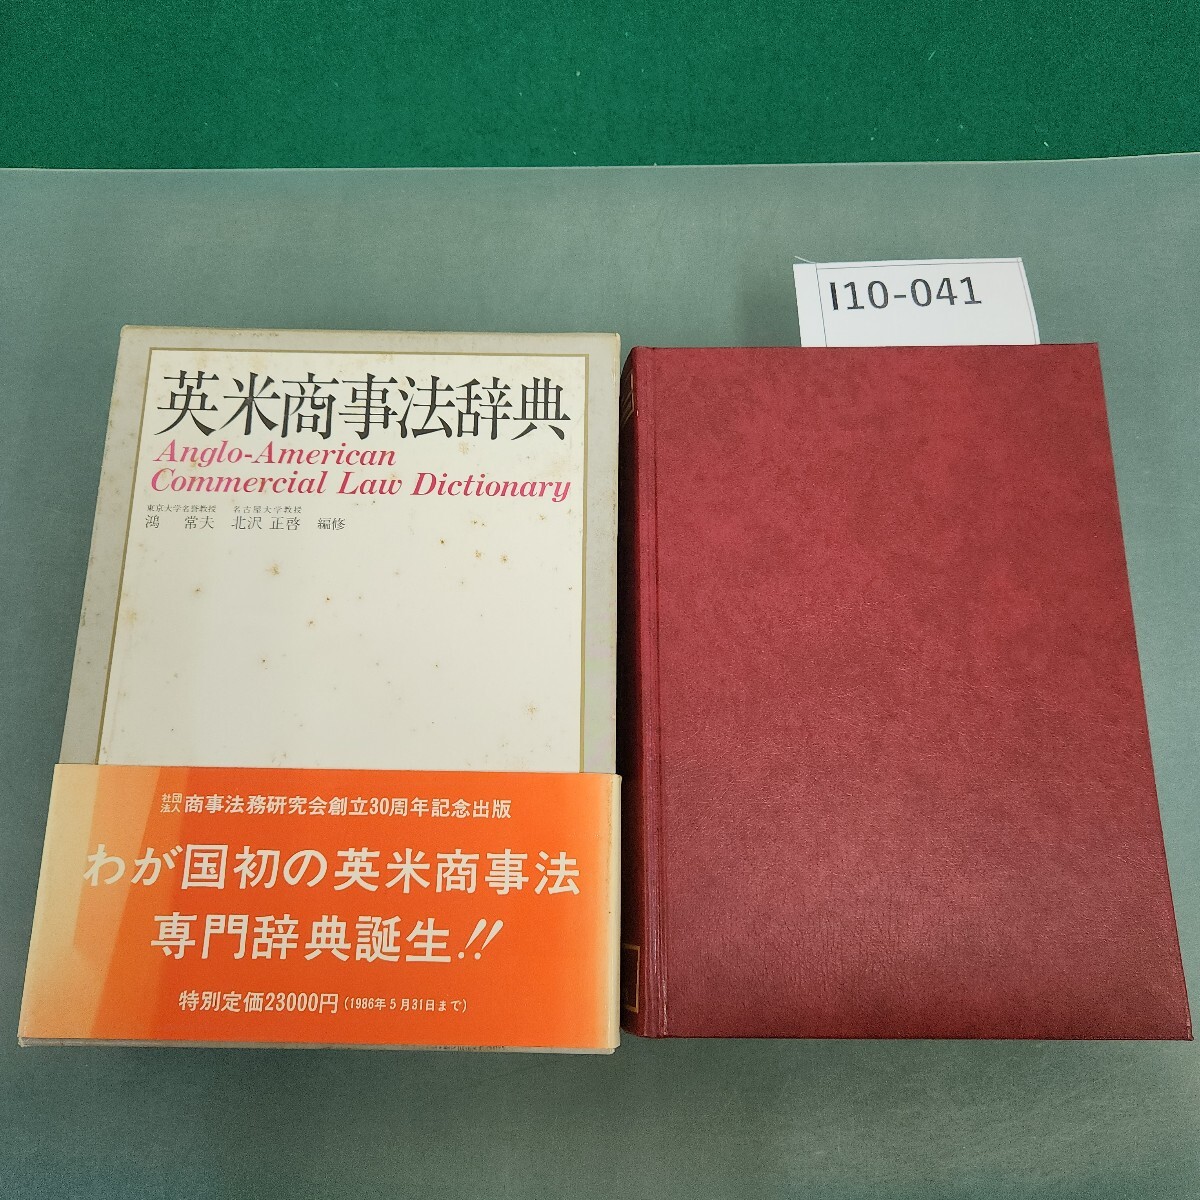 I10-041
英米商事法辞典
Anglo-American
Commercial Law Dictionary
東京大学名誉教授 名古屋大学教授
鴻 常夫 北沢 正啓 編修
社団法人 商事法務研究会創立30周年記念出版
わが国初の英米商事法
専門辞典誕生!!
特別定価23000円(1986年5月31日まで)